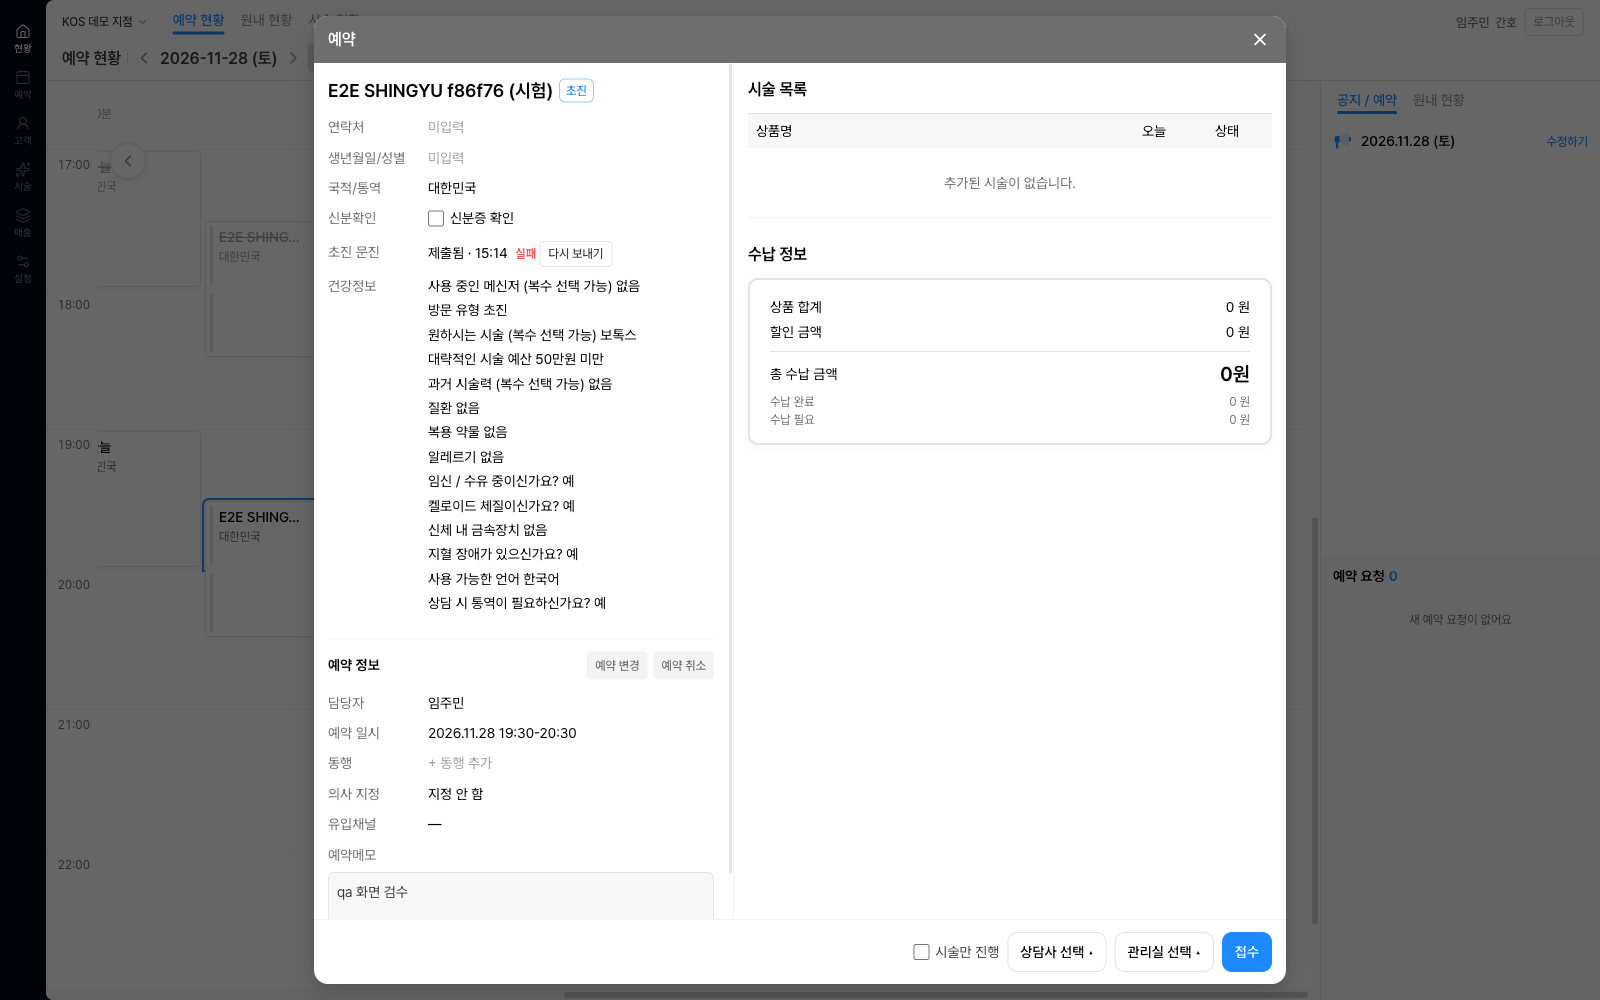 KOS 데모 지점
예약 현황
원내 현황
임주민 간호
로그아웃
현황
예약
고객
시술
매출
설정
예약 현황
2026-11-28 (토)
17:00
18:00
19:00
20:00
21:00
22:00
E2E SHING...
대한민국
E2E SHING...
대한민국
예약
E2E SHINGYU f86f76 (시험) 초진
연락처 미입력
생년월일/성별 미입력
국적/통역 대한민국
신분확인 신분증 확인
초진 문진 제출됨 · 15:14 실패 다시 보내기
건강정보 사용 중인 메신저 (복수 선택 가능) 없음
방문 유형 초진
원하시는 시술 (복수 선택 가능) 보톡스
대략적인 시술 예산 50만원 미만
과거 시술력 (복수 선택 가능) 없음
질환 없음
복용 약물 없음
알레르기 없음
임신 / 수유 중이신가요? 예
켈로이드 체질이신가요? 예
신체 내 금속장치 없음
지혈 장애가 있으신가요? 예
사용 가능한 언어 한국어
상담 시 통역이 필요하신가요? 예
예약 정보 예약 변경 예약 취소
담당자 임주민
예약 일시 2026.11.28 19:30-20:30
동행 + 동행 추가
의사 지정 지정 안 함
유입채널 —
예약메모
qa 화면 검수
시술 목록
상품명 오늘 상태
추가된 시술이 없습니다.
수납 정보
상품 합계 0 원
할인 금액 0 원
총 수납 금액 0원
수납 완료 0 원
수납 필요 0 원
시술만 진행 상담사 선택 관리실 선택 접수
공지 / 예약 원내 현황
2026.11.28 (토) 수정하기
예약 요청 0
새 예약 요청이 없어요